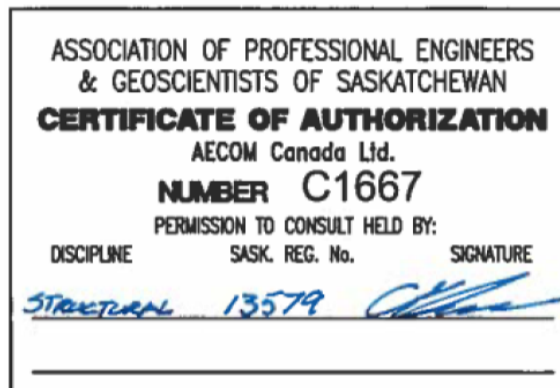 ASSOCIATION OF PROFESSIONAL ENGINEERS
& GEOSCIENTISTS OF SASKATCHEWAN
CERTIFICATE OF AUTHORIZATION
AECOM Canada Ltd.
NUMBER C1667
PERMISSION TO CONSULT HELD BY:
DISCIPLINE SASK. REG. No. SIGNATURE
STRUCTURAL 13579